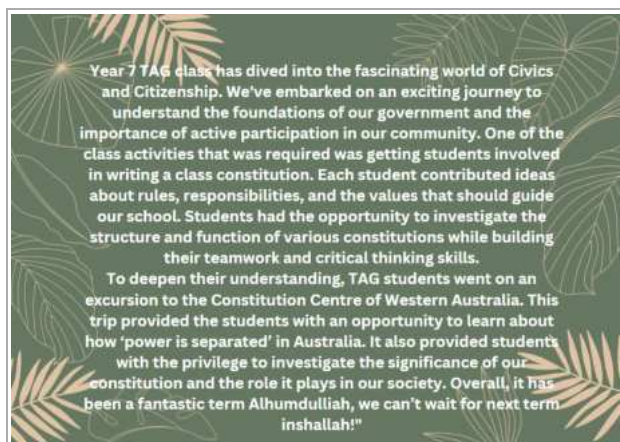 Year 7 TAG class has dived into the fascinating world of Civics
and Citizenship. We've embarked on an exciting journey to
understand the foundations of our government and the
importance of active participation in our community. One of the
class activities that was required was getting students involved
in writing a class constitution. Each student contributed ideas
about rules, responsibilities, and the values that should guide
our school. Students had the opportunity to investigate the
structure and function of various constitutions while building
their teamwork and critical thinking skills.
To deepen their understanding, TAG students went on an
excursion to the Constitution Centre of Western Australia. This
trip provided the students with an opportunity to learn about
how ‘power is separated’ in Australia. It also provided students
with the privilege to investigate the significance of our
constitution and the role it plays in our society. Overall, it has
been a fantastic term Alhumdulliah, we can't wait for next term
inshallah!"